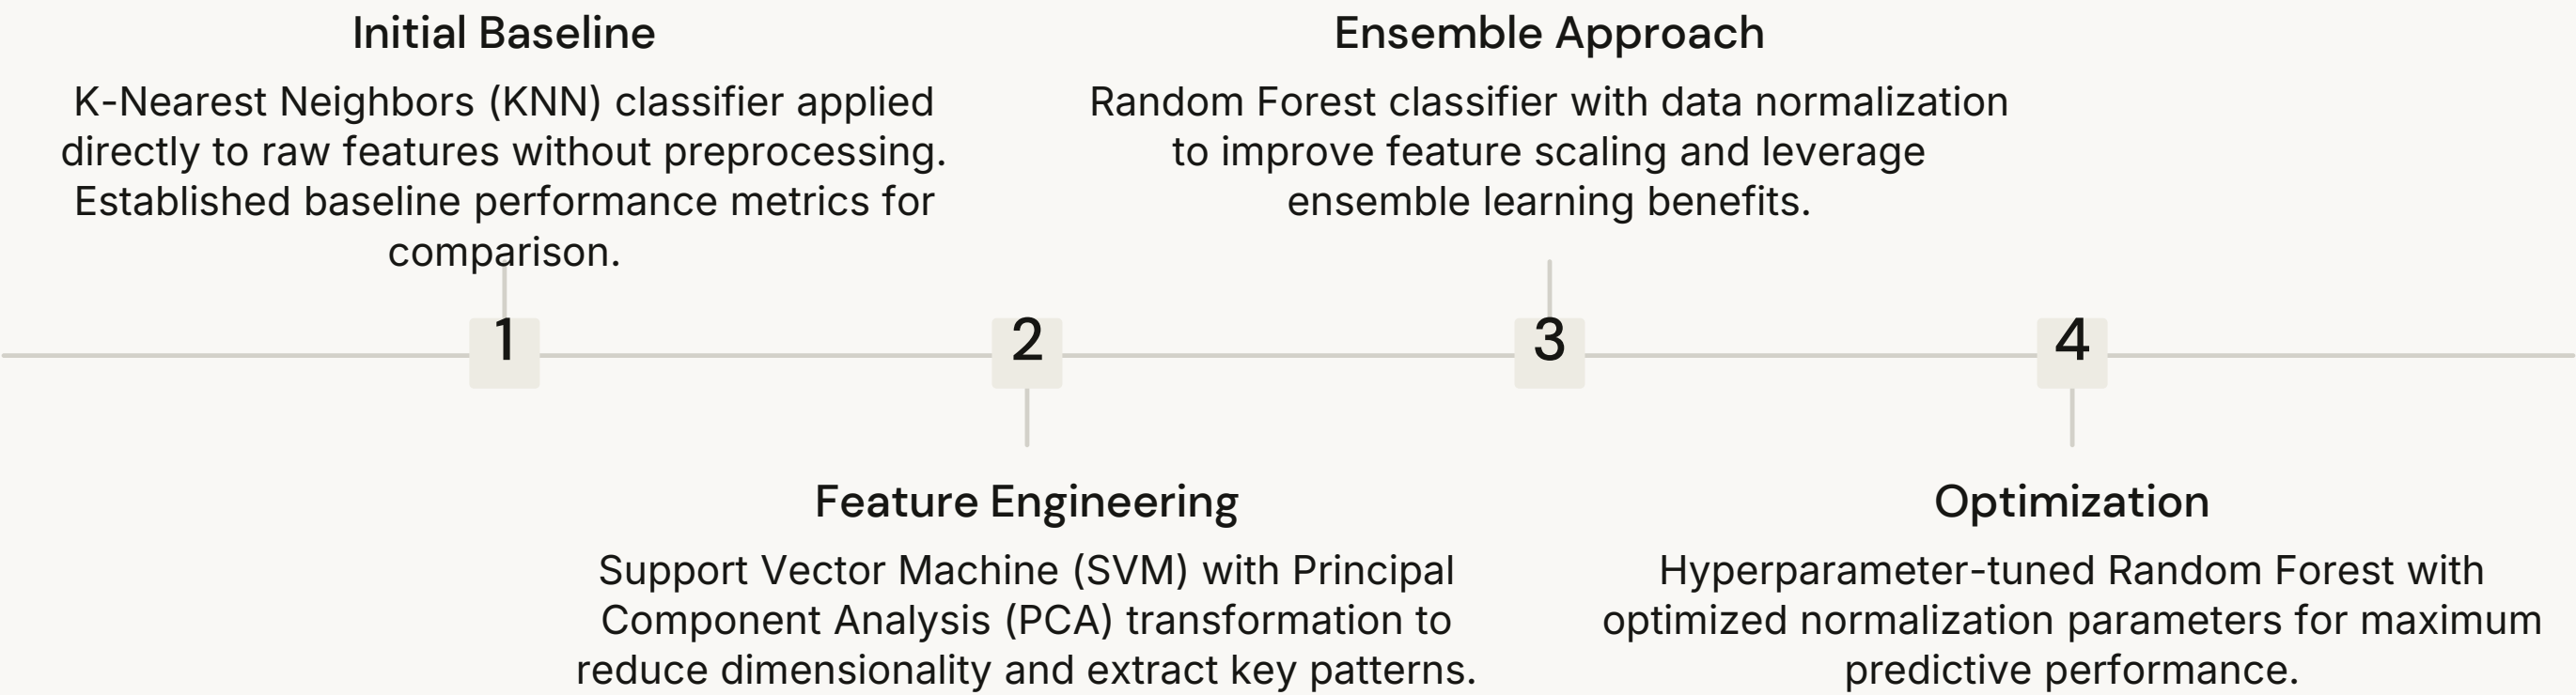 Initial Baseline
K-Nearest Neighbors (KNN) classifier applied
directly to raw features without preprocessing.
Established baseline performance metrics for
comparison.
Ensemble Approach
Random Forest classifier with data normalization
to improve feature scaling and leverage
ensemble learning benefits.
1
2
3
4
Feature Engineering
Support Vector Machine (SVM) with Principal
Component Analysis (PCA) transformation to
reduce dimensionality and extract key patterns.
Optimization
Hyperparameter-tuned Random Forest with
optimized normalization parameters for maximum
predictive performance.